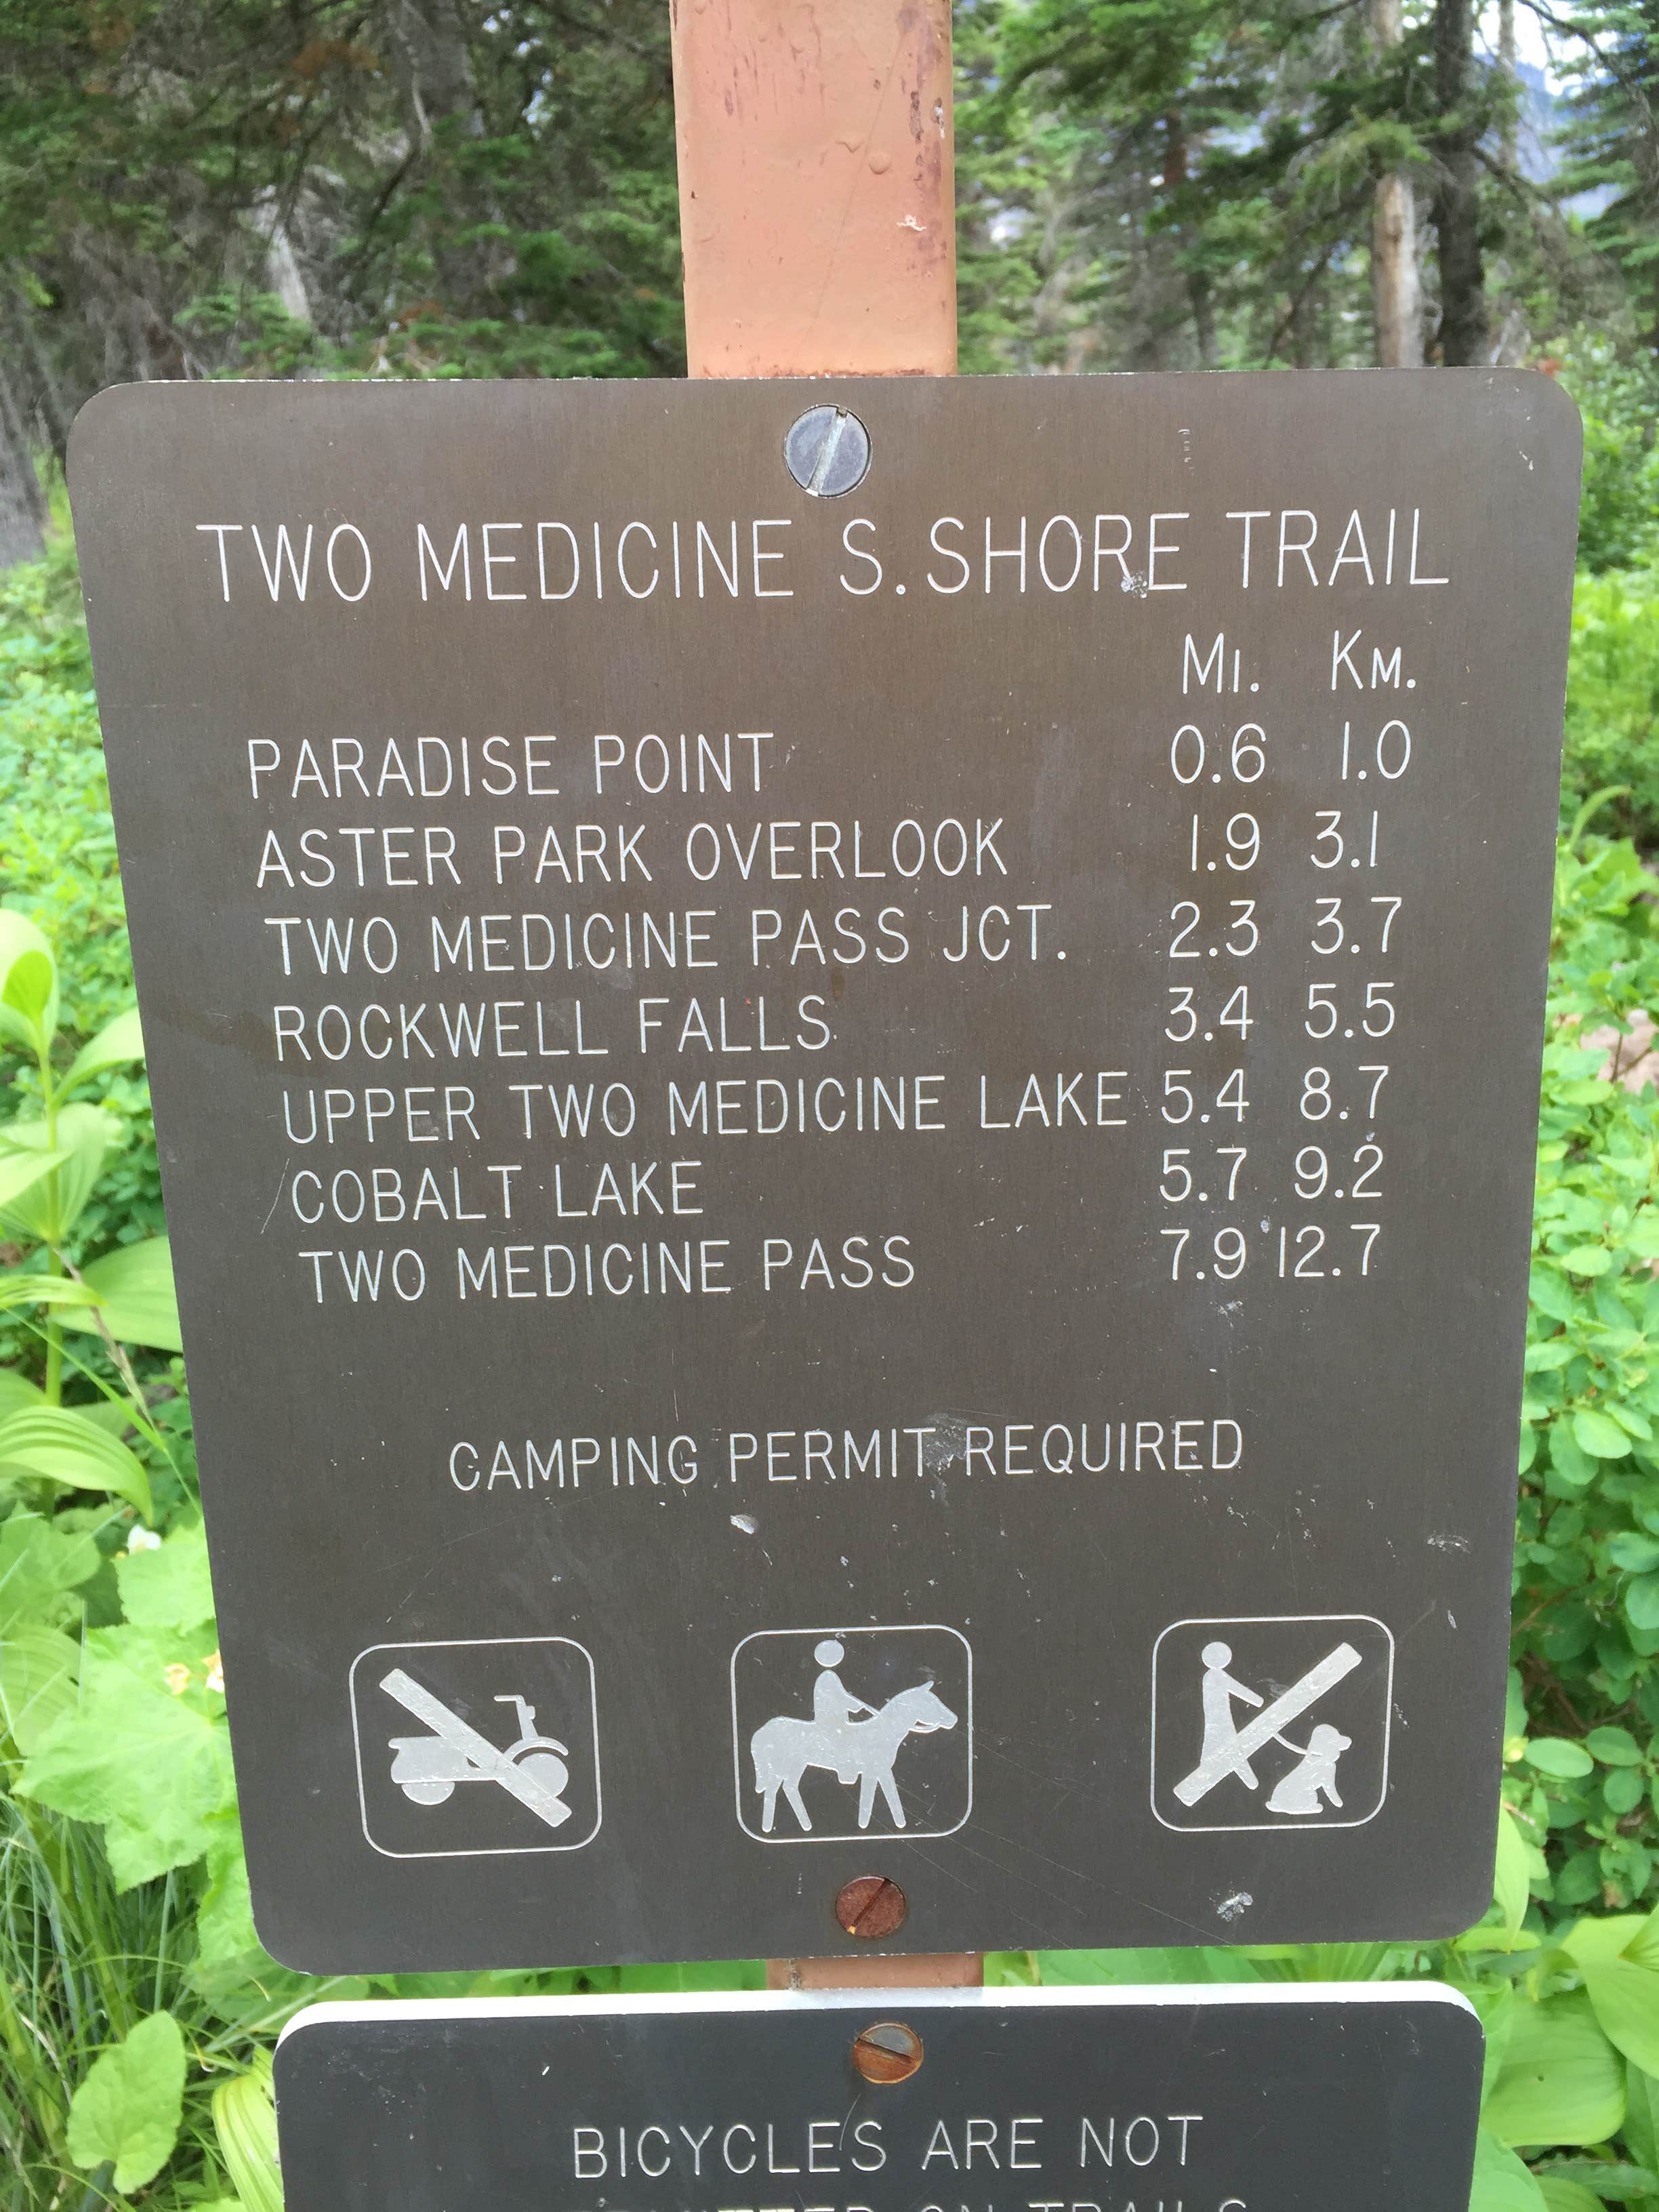 TWO MEDICINE S. SHORE TRAIL
MI. KM.
PARADISE POINT 0.6 1.0
ASTER PARK OVERLOOK 1.9 3.1
TWO MEDICINE PASS JCT. 2.3 3.7
ROCKWELL FALLS 3.4 5.5
UPPER TWO MEDICINE LAKE 5.4 8.7
COBALT LAKE 5.7 9.2
TWO MEDICINE PASS 7.9 12.7
CAMPING PERMIT REQUIRED
BICYCLES ARE NOT
ON TRAILS